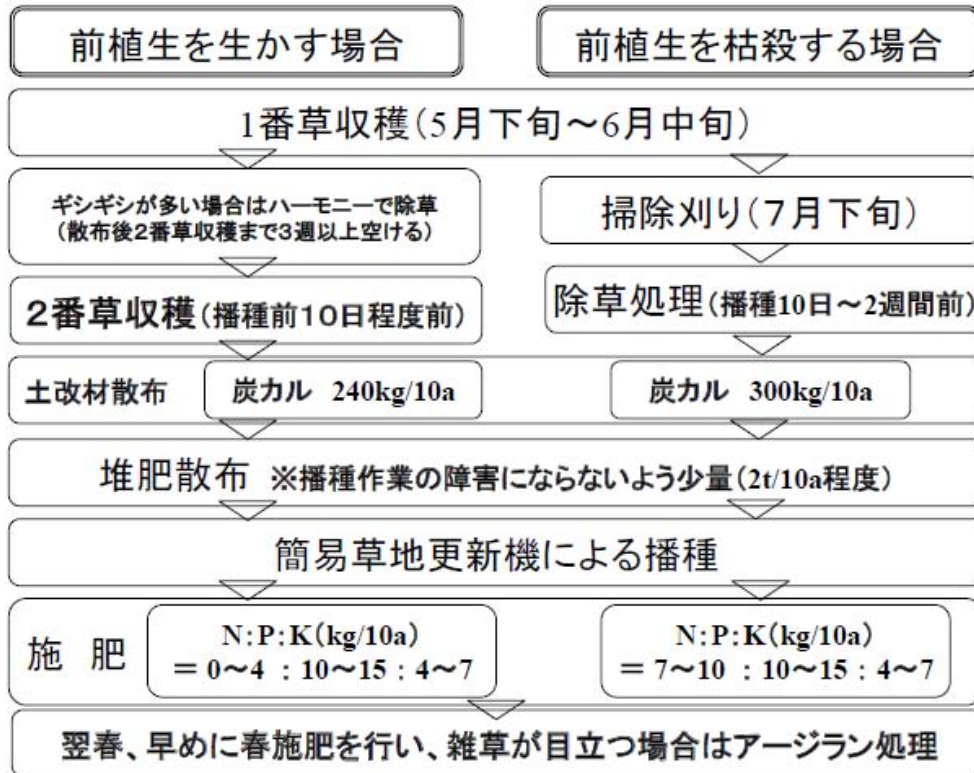 前植生を生かす場合
前植生を枯殺する場合
1番草収穫(5月下旬～6月中旬)
ギシギシが多い場合はハーモニーで除草
(散布後2番草収穫まで3週以上空ける)
掃除刈り(７月下旬)
２番草収穫(播種前１０日程度前)
除草処理(播種10日～2週間前)
土改材散布
炭カル 240kg/10a
炭カル 300kg/10a
堆肥散布 ※播種作業の障害にならないよう少量(2t/10a程度)
簡易草地更新機による播種
施 肥
N:P:K(kg/10a)
＝0～4 : 10～15 : 4～7
N:P:K(kg/10a)
＝7～10 : 10～15 : 4～7
翌春、早めに春施肥を行い、雑草が目立つ場合はアージラン処理